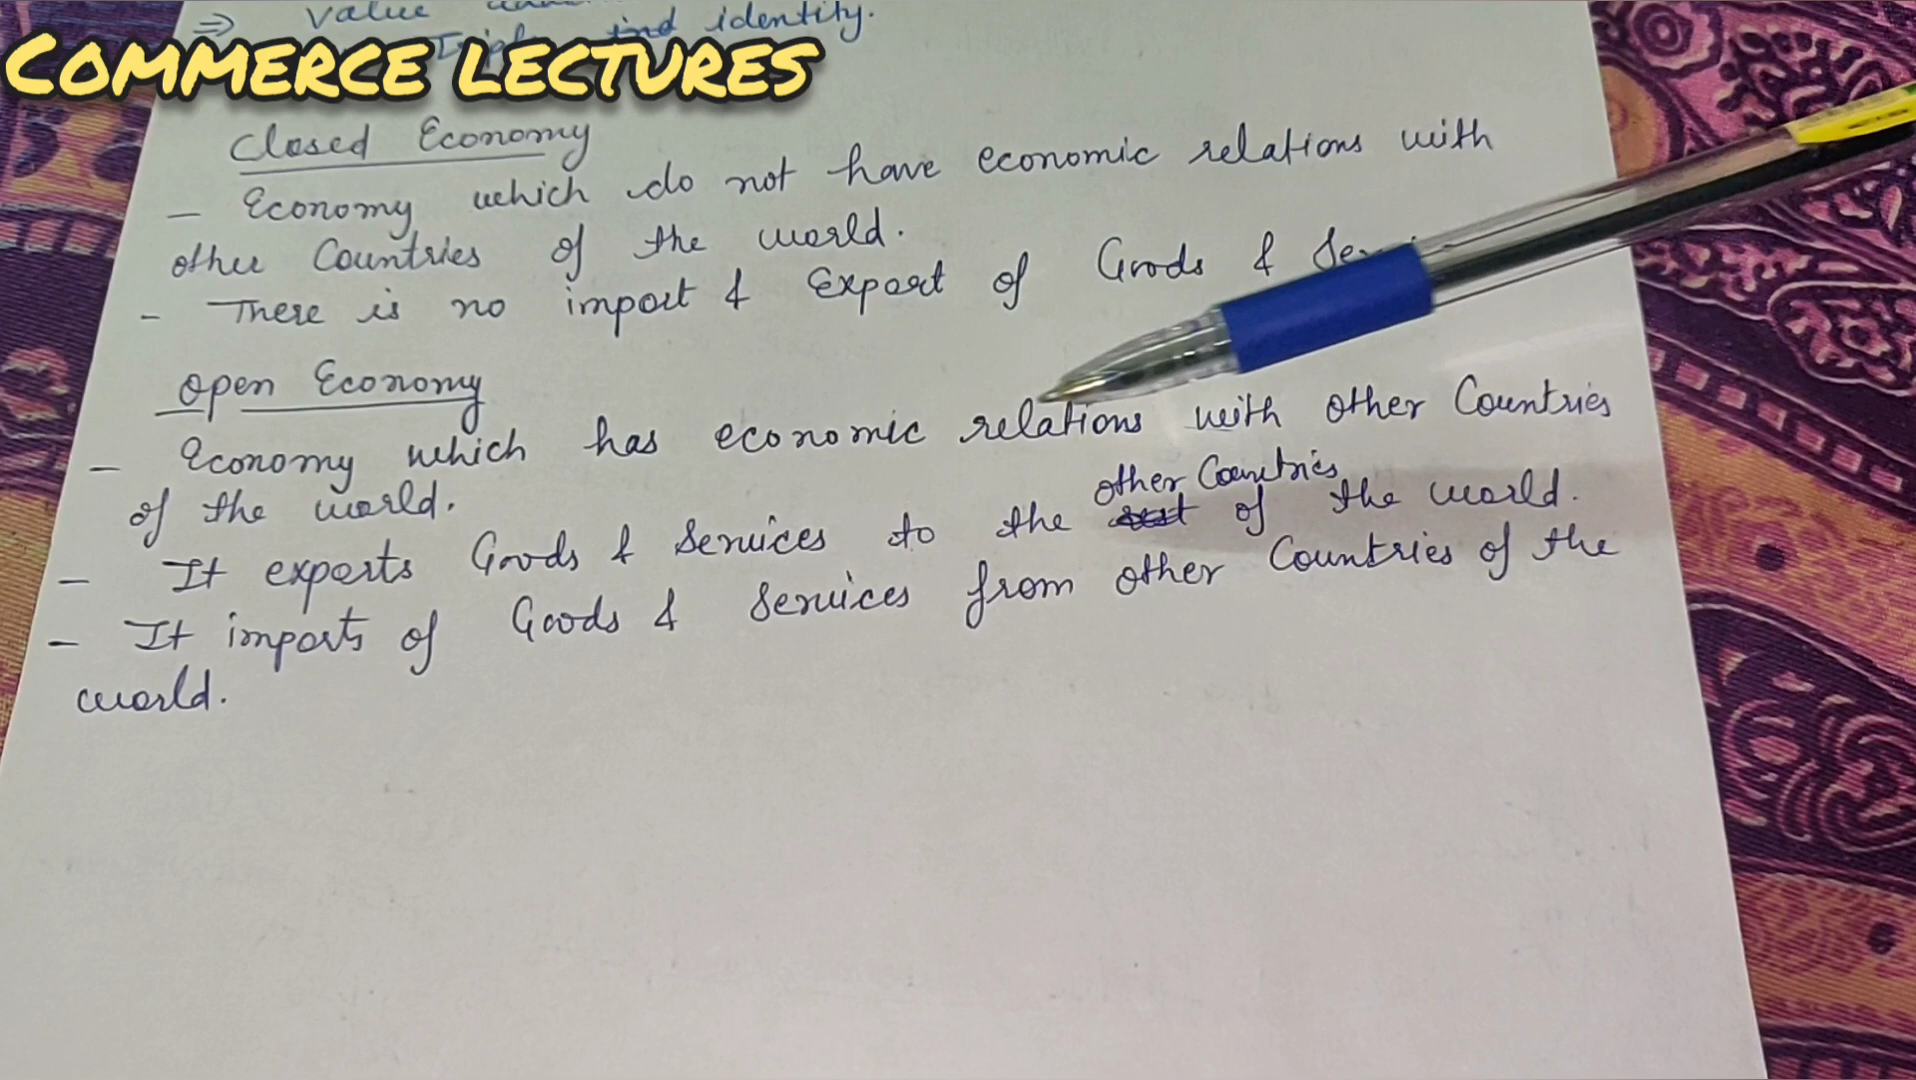 ⇒ value
COMMERCE LECTURES
identity.
Closed Economy
- Economy which do not have economic relations with
other Countries of the world.
- There is no import & Export of Goods &
Open Economy
- Economy which has economic relations with other Countries
of the world.
other Countries
- It exports Goods & Services to the rest of the world.
- It imports of Goods & Services from other Countries of the
world.